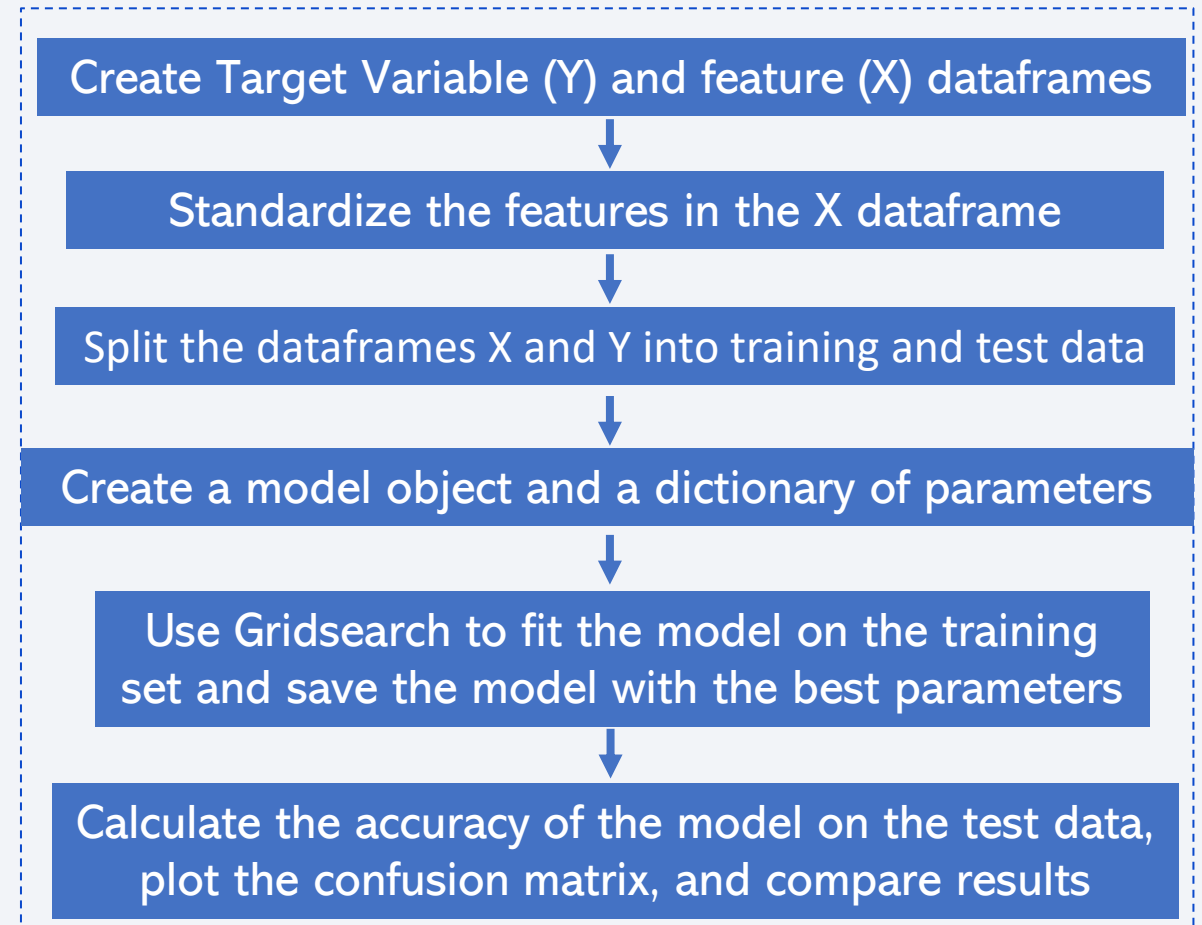 Create Target Variable (Y) and feature (X) dataframes
Standardize the features in the X dataframe
Split the dataframes X and Y into training and test data
Create a model object and a dictionary of parameters
Use Gridsearch to fit the model on the training
set and save the model with the best parameters
Calculate the accuracy of the model on the test data,
plot the confusion matrix, and compare results